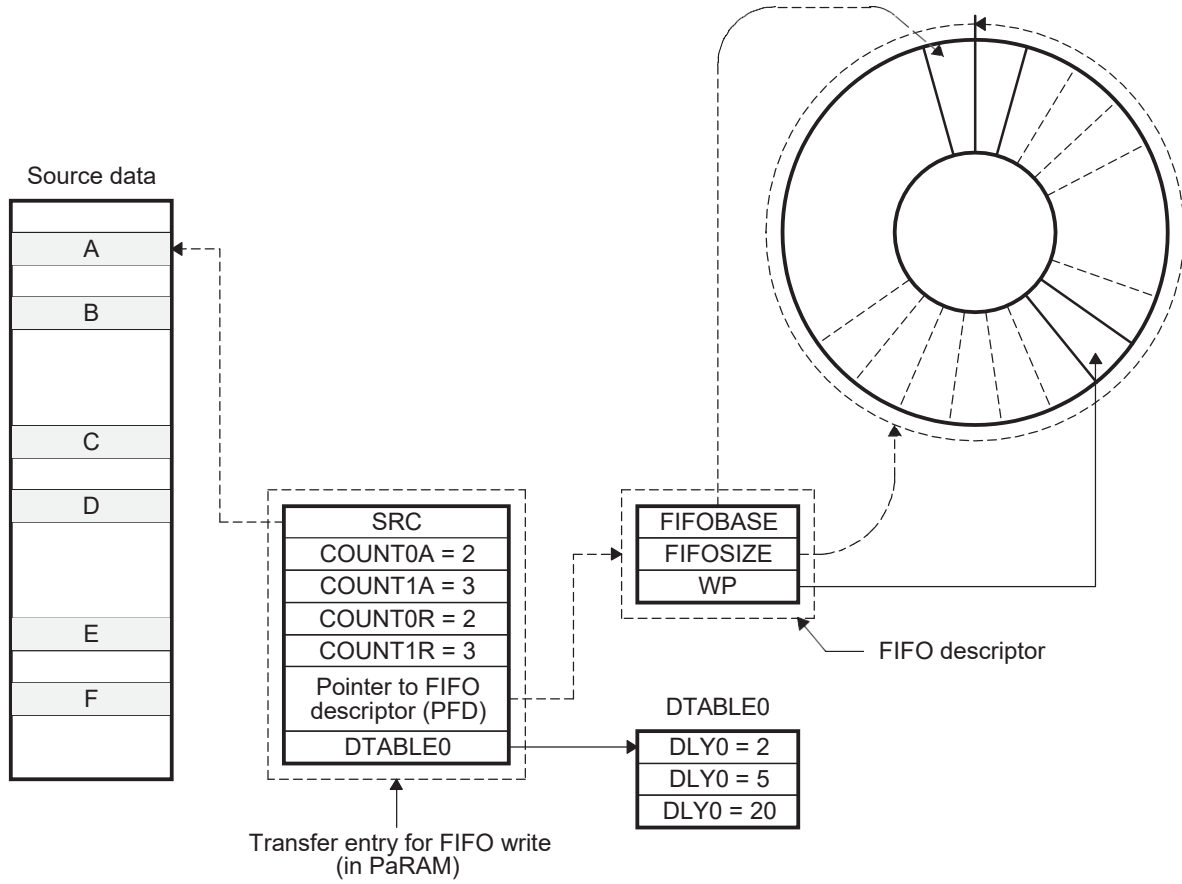 Source data
A
B
C
D
E
F
SRC
COUNT0A = 2
COUNT1A = 3
COUNT0R = 2
COUNT1R = 3
Pointer to FIFO
descriptor (PFD)
DTABLE0
Transfer entry for FIFO write
(in PaRAM)
FIFOBASE
FIFOSIZE
WP
FIFO descriptor
DTABLE0
DLY0 = 2
DLY0 = 5
DLY0 = 20